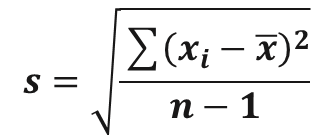 s = √(∑(xᵢ − x̅)² / (n − 1))